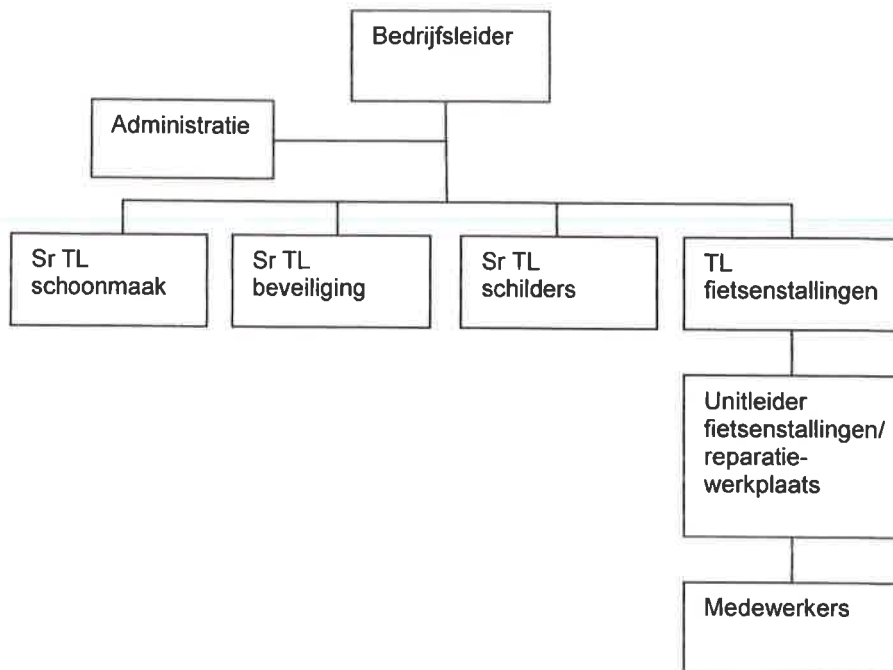 Bedrijfsleider
Administratie
Sr TL
schoonmaak
Sr TL
beveiliging
Sr TL
schilders
TL
fietsenstallingen
Unitleider
fietsenstallingen/
reparatie-
werkplaats
Medewerkers